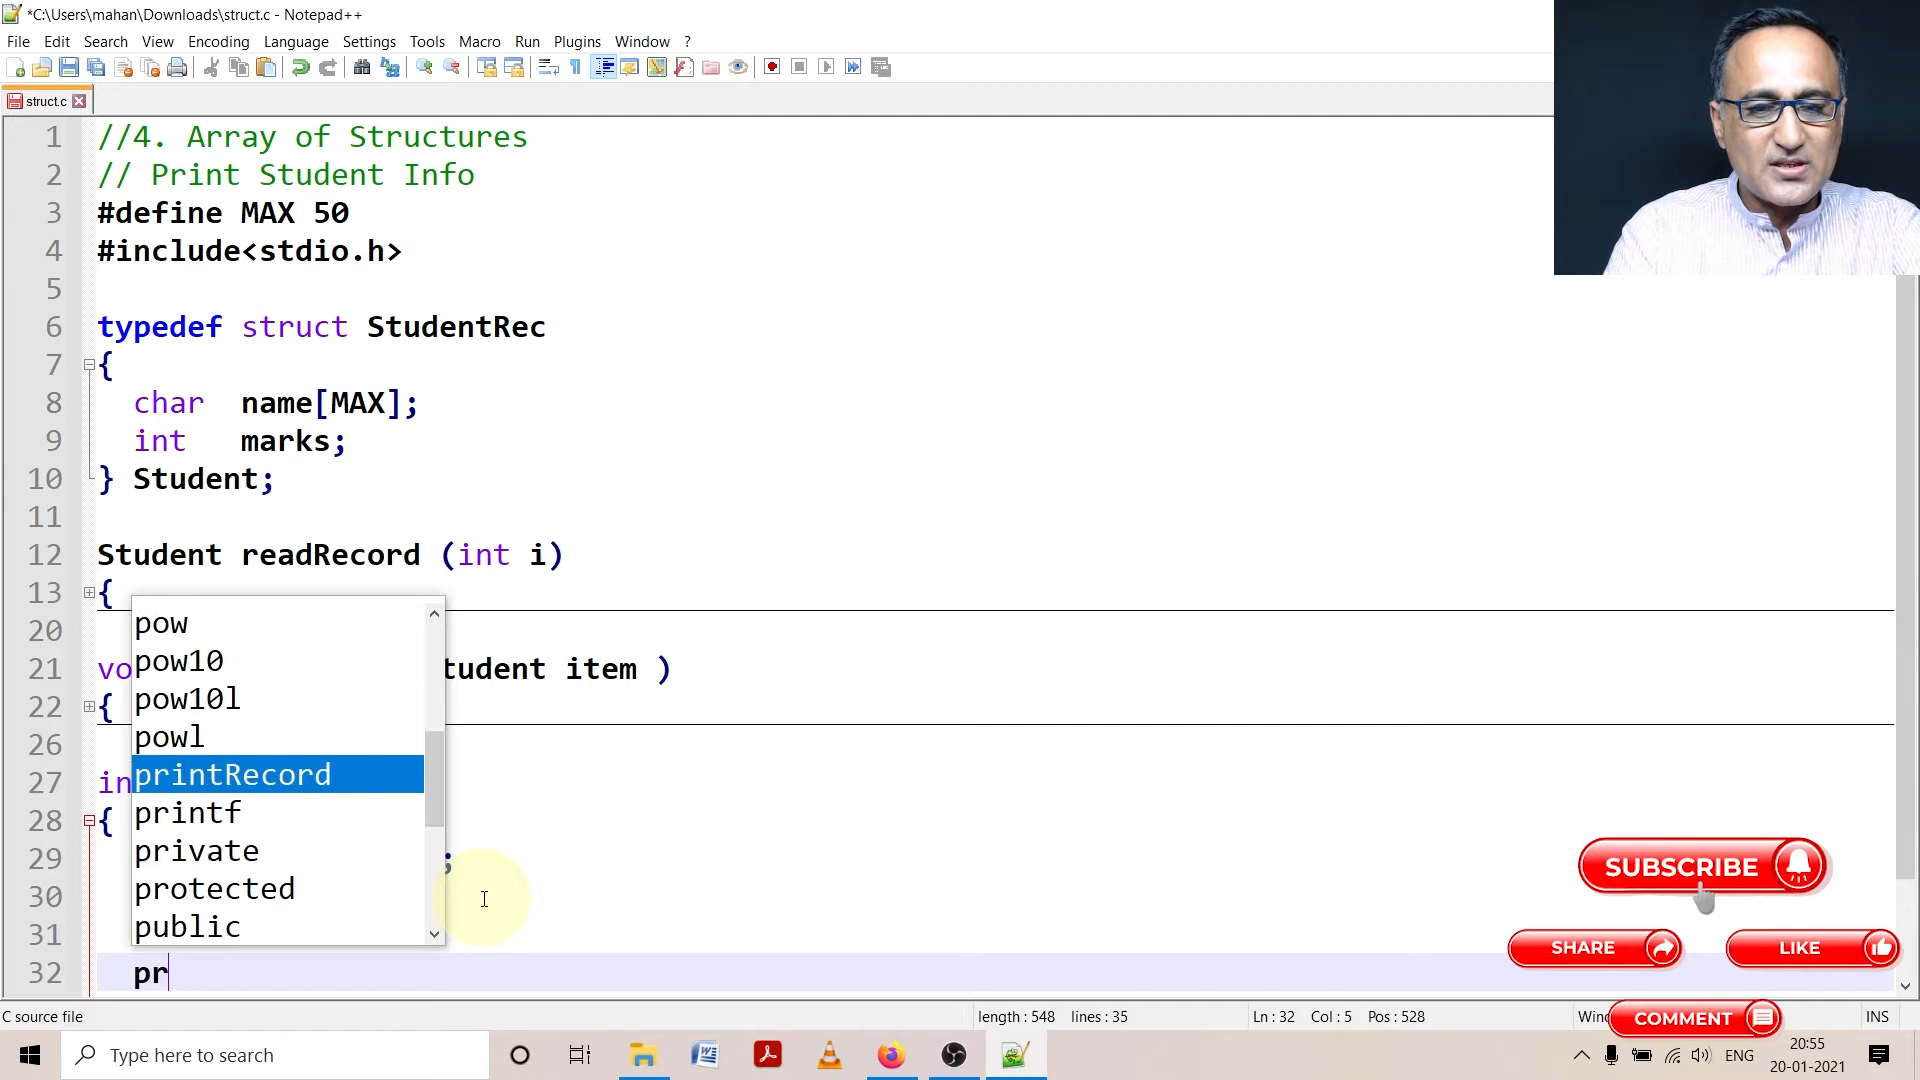 *C:\Users\mahan\Downloads\struct.c - Notepad++
File Edit Search View Encoding Language Settings Tools Macro Run Plugins Window ?
struct.c
1 //4. Array of Structures
2 // Print Student Info
3 #define MAX 50
4 #include<stdio.h>
5
6 typedef struct StudentRec
7 {
8 char name[MAX];
9 int marks;
10 } Student;
11
12 Student readRecord (int i)
13 {
20
21 vo tudent item )
22 {
26
27 in
28 {
29 ;
30
31
32 pr
pow
pow10
pow10l
powl
printRecord
printf
private
protected
public
SUBSCRIBE
SHARE
LIKE
COMMENT
C source file length : 548 lines : 35 Ln : 32 Col : 5 Pos : 528 Wind INS
Type here to search
ENG
20:55
20-01-2021